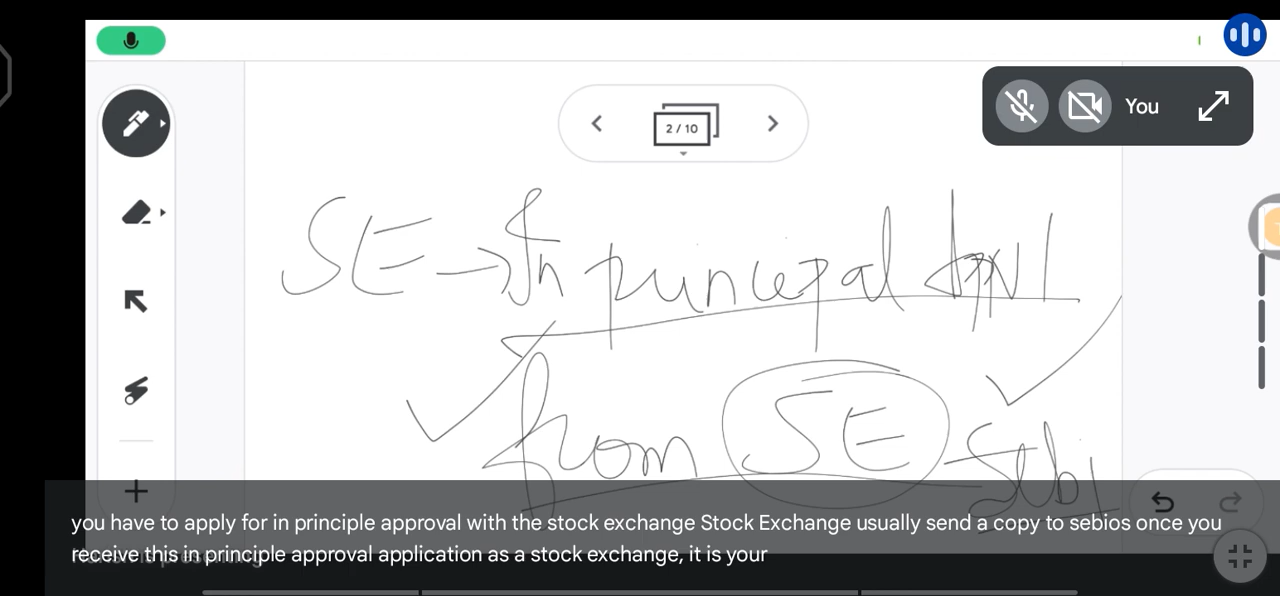 You
2 / 10
SE → In principal
from SE Sebi
you have to apply for in principle approval with the stock exchange Stock Exchange usually send a copy to sebios once you
receive this in principle approval application as a stock exchange, it is your